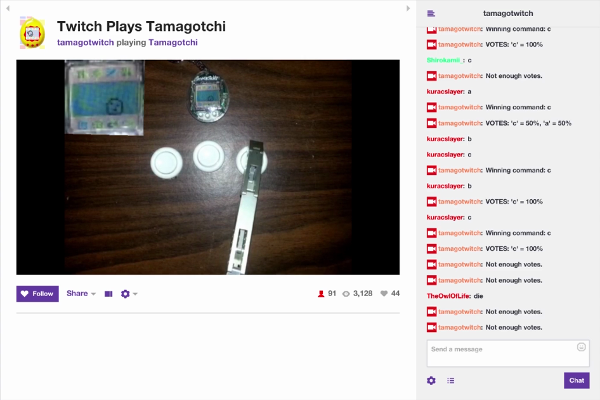 Twitch Plays Tamagotchi
tamagotwitch playing Tamagotchi
Follow
Share
91
3,128
44
tamagotwitch
tamagotwitch: Winning command: c
tamagotwitch: VOTES: 'c' = 100%
Shirokami : c
tamagotwitch: Not enough votes.
kuracslayer: a
tamagotwitch: Winning command: c
tamagotwitch: VOTES: 'c' = 50%, 'a' = 50%
kuracslayer: b
kuracslayer: c
tamagotwitch: Winning command: c
kuracslayer: b
tamagotwitch: VOTES: 'c' = 100%
kuracslayer: c
tamagotwitch: Winning command: c
tamagotwitch: VOTES: 'c' = 100%
tamagotwitch: Not enough votes.
tamagotwitch: Not enough votes.
TheOwlOfLife: die
tamagotwitch: Not enough votes.
tamagotwitch: Not enough votes.
Send a message
Chat